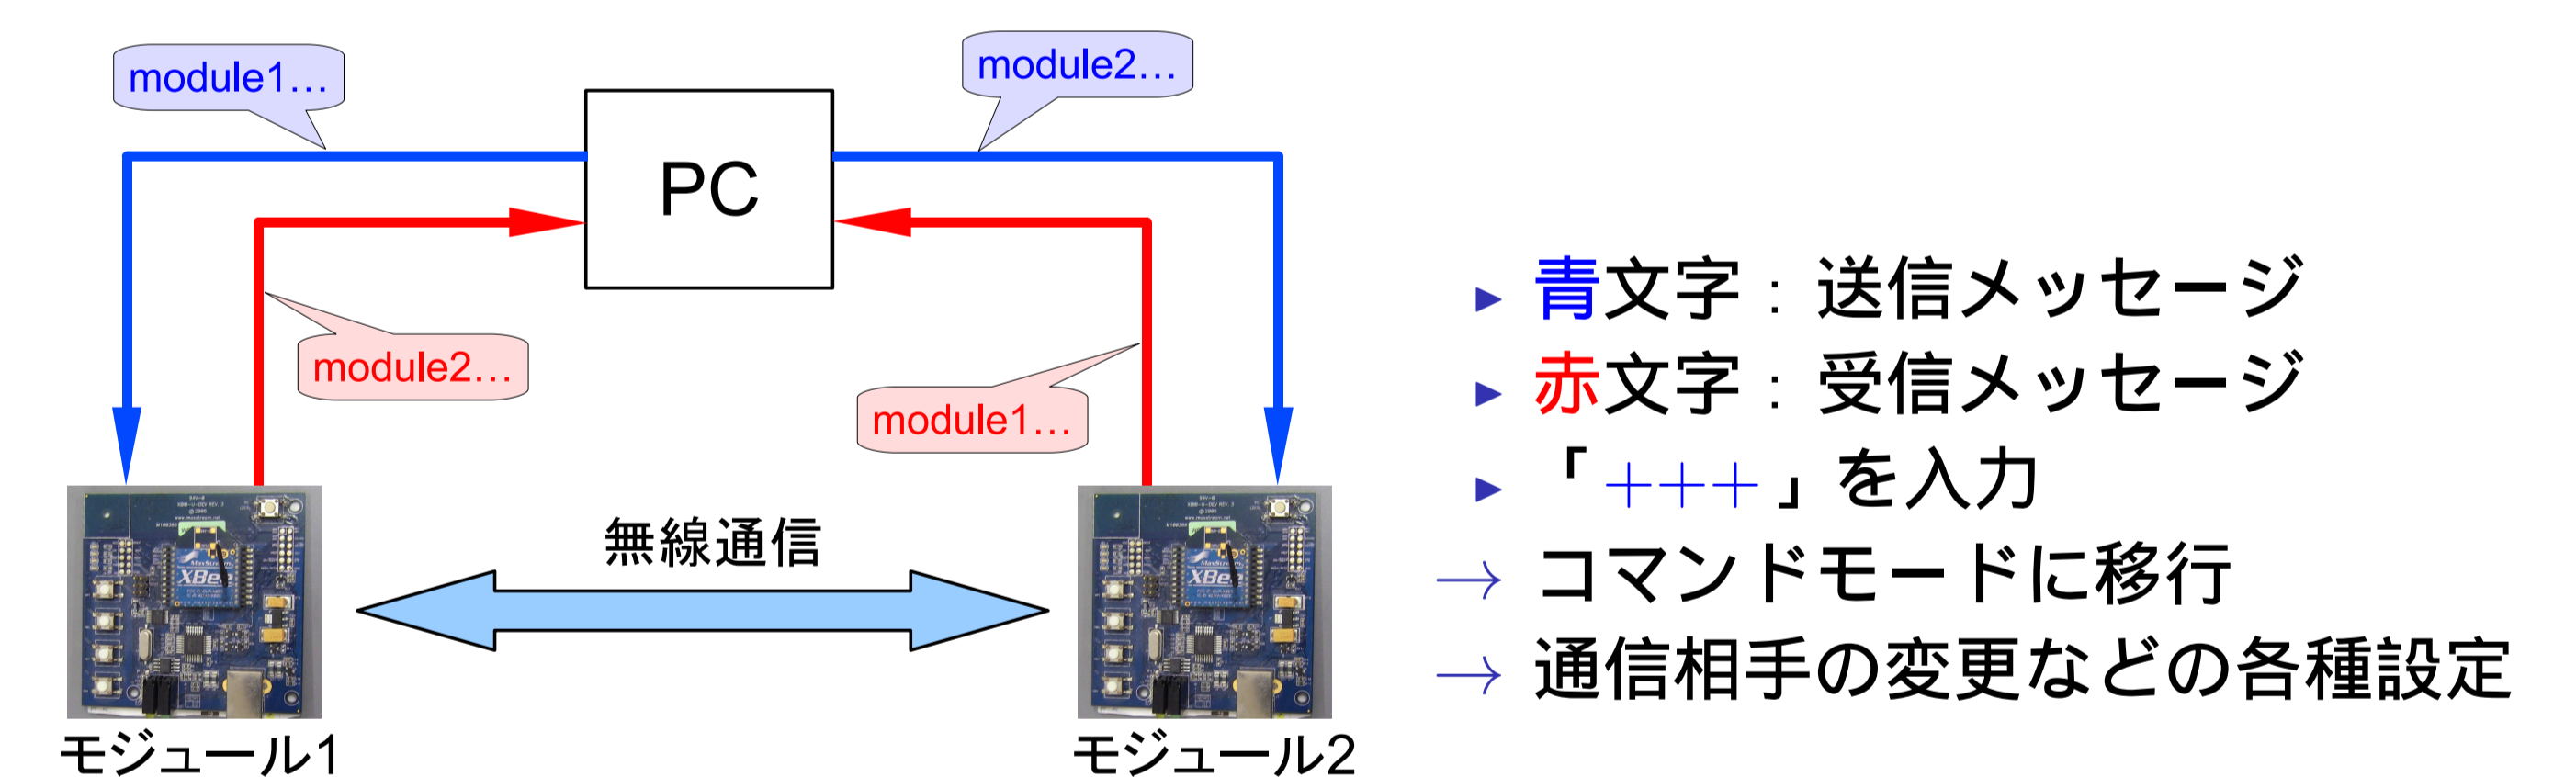 module1…
module2…
PC
module2…
module1…
無線通信
XBee
XBee
モジュール1
モジュール2
青文字：送信メッセージ
赤文字：受信メッセージ
「+++」を入力
→ コマンドモードに移行
→ 通信相手の変更などの各種設定